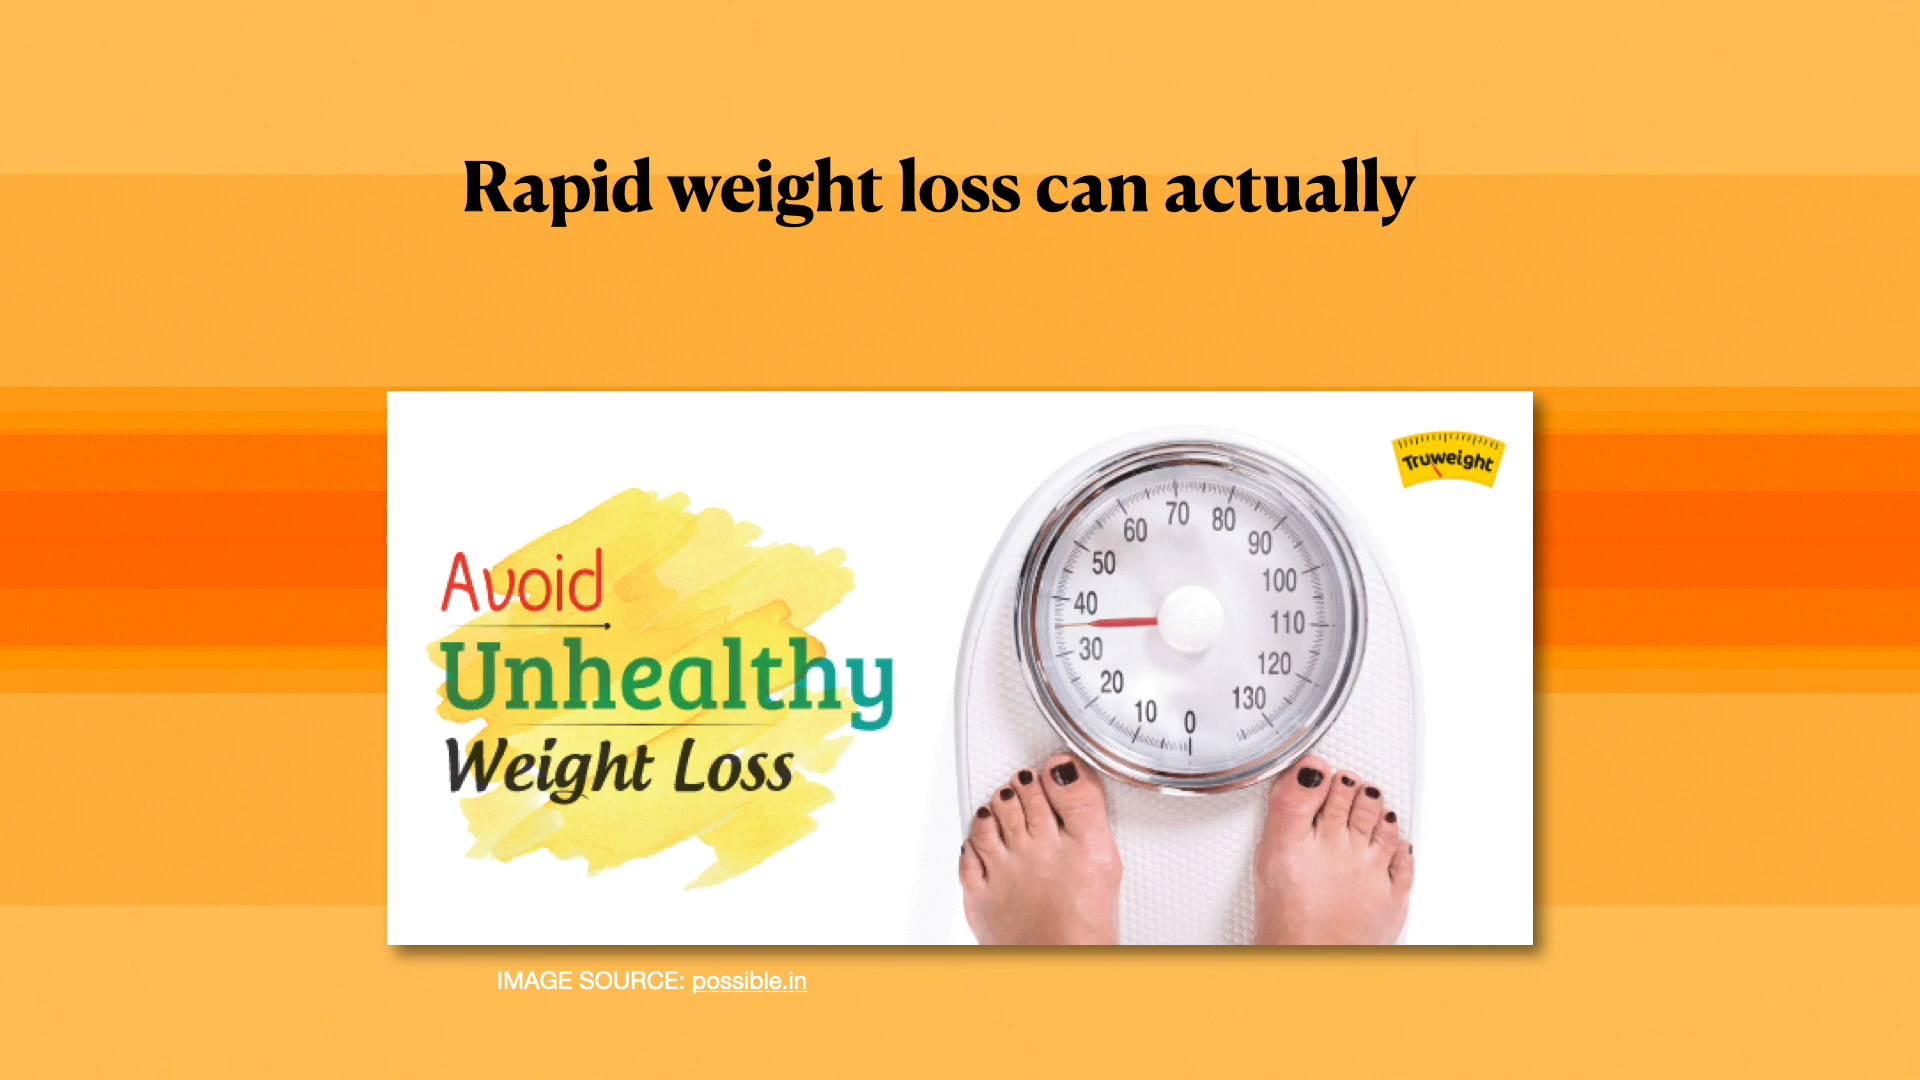 Rapid weight loss can actually
Avoid
Unhealthy
Weight Loss
Truweight
70
60
80
50
90
40
100
30
110
20
120
10
0
130
IMAGE SOURCE: possible.in